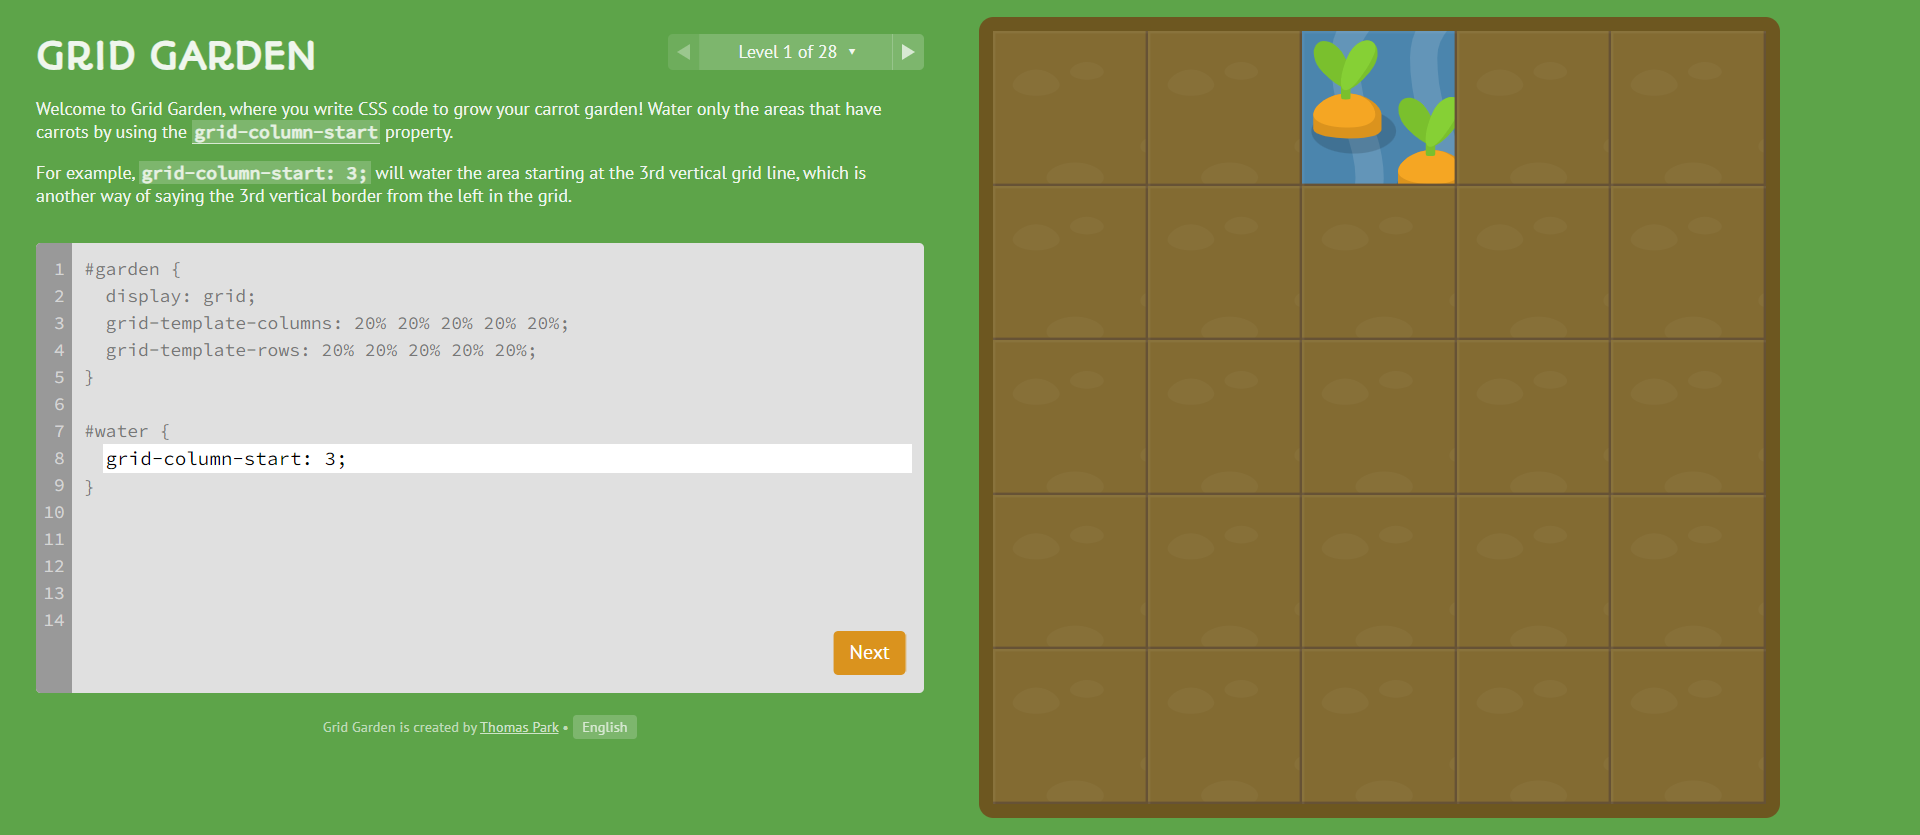 GRID GARDEN
◀ Level 1 of 28 ▼ ▶
Welcome to Grid Garden, where you write CSS code to grow your carrot garden! Water only the areas that have
carrots by using the grid-column-start property.
For example, grid-column-start: 3; will water the area starting at the 3rd vertical grid line, which is
another way of saying the 3rd vertical border from the left in the grid.
1 #garden {
2   display: grid;
3   grid-template-columns: 20% 20% 20% 20% 20%;
4   grid-template-rows: 20% 20% 20% 20% 20%;
5 }
6
7 #water {
8   grid-column-start: 3;
9 }
10
11
12
13
14
Next
Grid Garden is created by Thomas Park • English